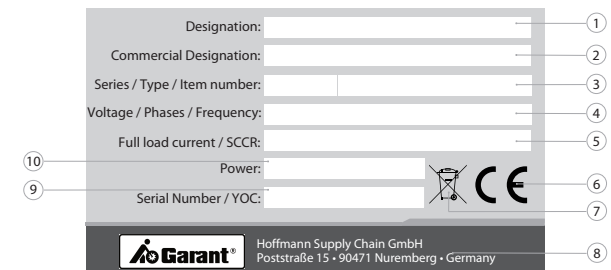 Designation: 1
Commercial Designation: 2
Series / Type / Item number: 3
Voltage / Phases / Frequency: 4
Full load current / SCCR: 5
10 Power:
9 Serial Number / YOC:
CE 6
7
Garant®
Hoffmann Supply Chain GmbH
Poststraße 15 • 90471 Nuremberg • Germany 8